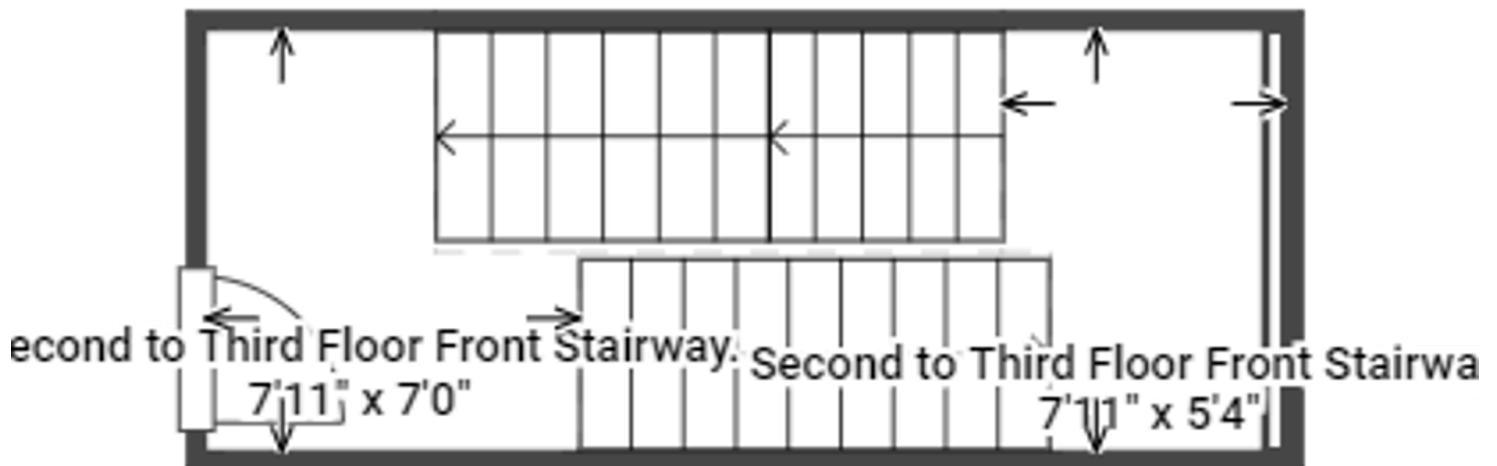 econd to Third Floor Front Stairway.
7'11" x 7'0"
Second to Third Floor Front Stairwa
7'11" x 5'4"